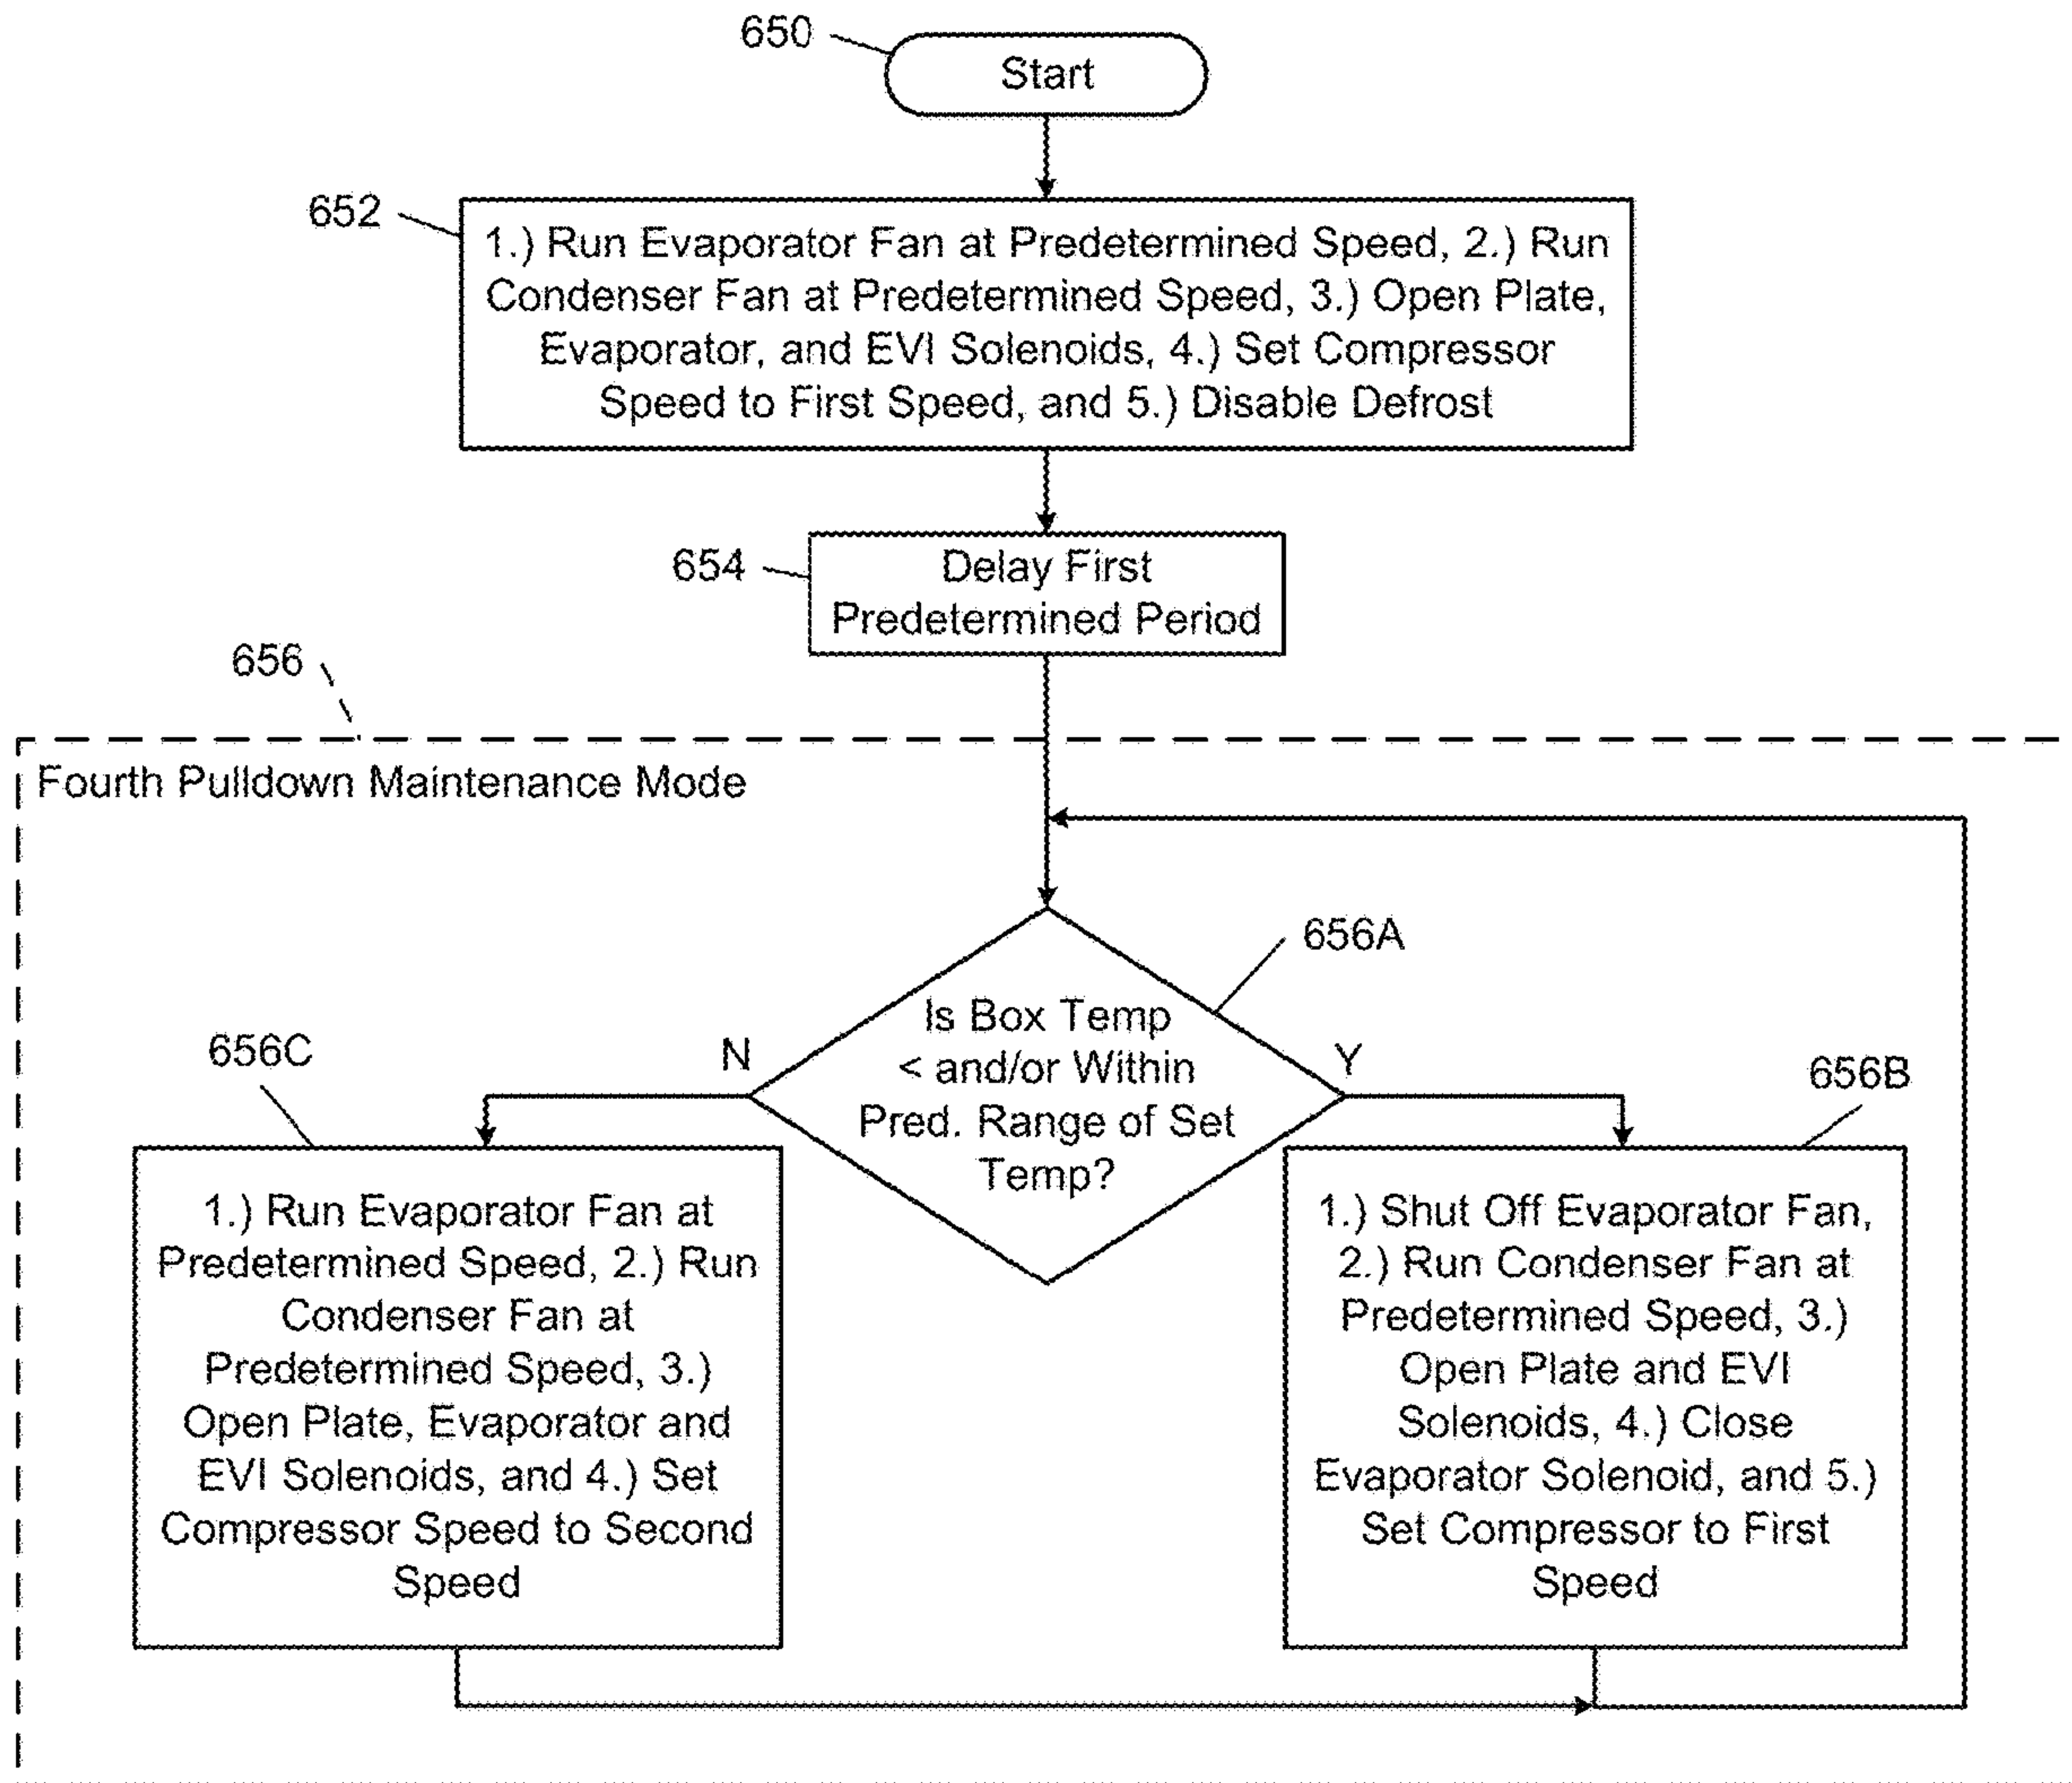 650
Start
652
1.) Run Evaporator Fan at Predetermined Speed, 2.) Run
Condenser Fan at Predetermined Speed, 3.) Open Plate,
Evaporator, and EVI Solenoids, 4.) Set Compressor
Speed to First Speed, and 5.) Disable Defrost
654
Delay First
Predetermined Period
656
Fourth Pulldown Maintenance Mode
656A
Is Box Temp
< and/or Within
Pred. Range of Set
Temp?
N
Y
656C
1.) Run Evaporator Fan at
Predetermined Speed, 2.) Run
Condenser Fan at
Predetermined Speed, 3.)
Open Plate, Evaporator and
EVI Solenoids, and 4.) Set
Compressor Speed to Second
Speed
656B
1.) Shut Off Evaporator Fan,
2.) Run Condenser Fan at
Predetermined Speed, 3.)
Open Plate and EVI
Solenoids, 4.) Close
Evaporator Solenoid, and 5.)
Set Compressor to First
Speed